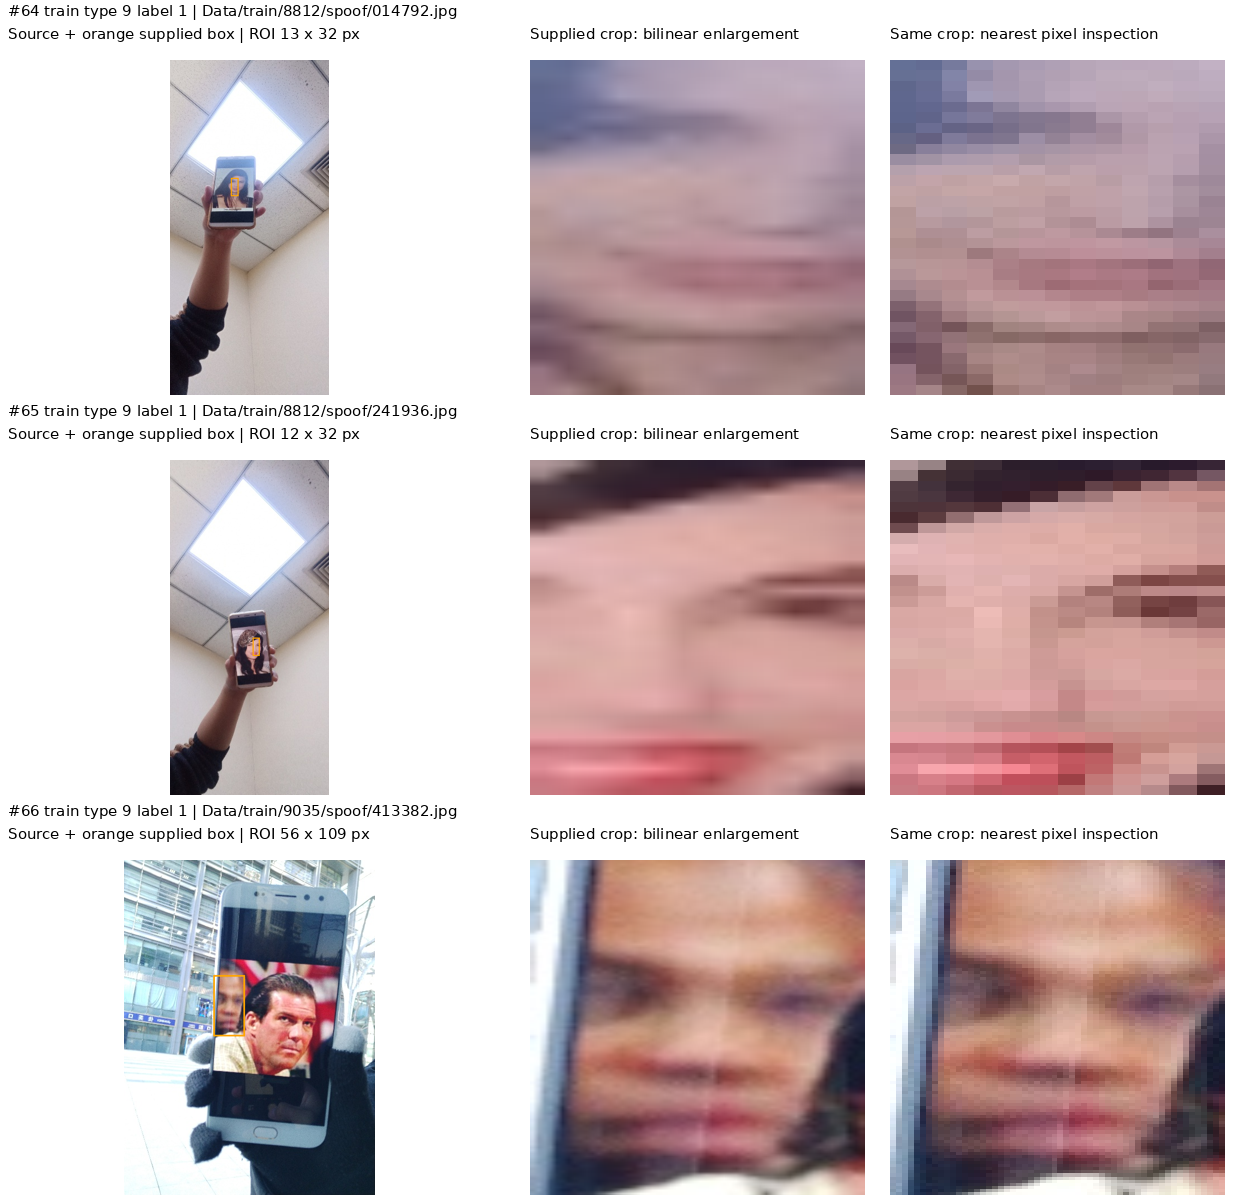 #64 train type 9 label 1 | Data/train/8812/spoof/014792.jpg
Source + orange supplied box | ROI 13 x 32 px
Supplied crop: bilinear enlargement
Same crop: nearest pixel inspection
#65 train type 9 label 1 | Data/train/8812/spoof/241936.jpg
Source + orange supplied box | ROI 12 x 32 px
Supplied crop: bilinear enlargement
Same crop: nearest pixel inspection
#66 train type 9 label 1 | Data/train/9035/spoof/413382.jpg
Source + orange supplied box | ROI 56 x 109 px
Supplied crop: bilinear enlargement
Same crop: nearest pixel inspection